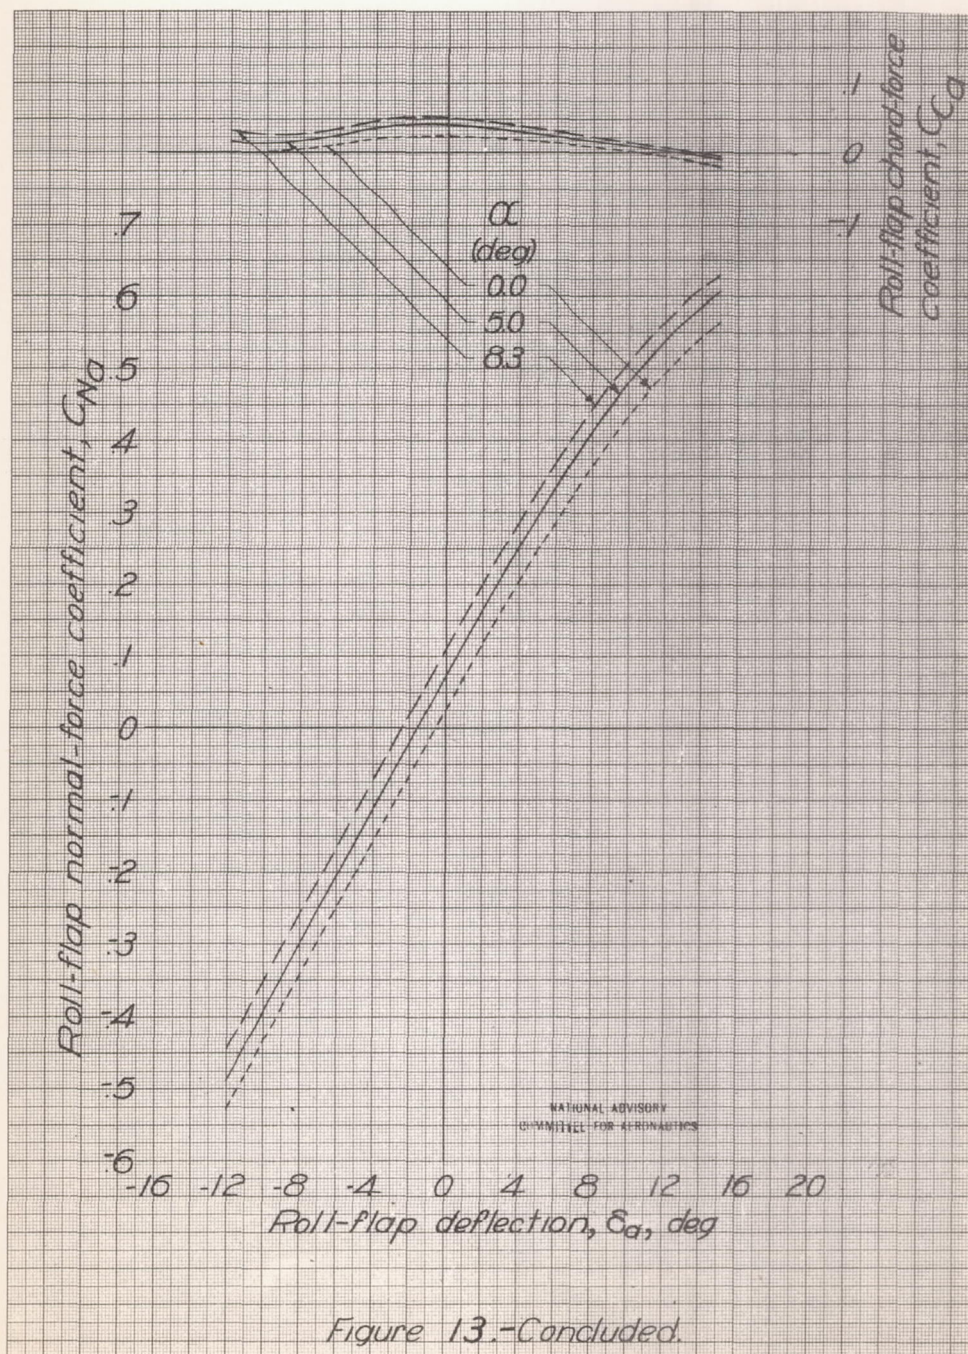 Roll-flap chord-force
coefficient, Cca
.1
0
-.1
α
(deg)
0.0
5.0
8.3
Roll-flap normal-force coefficient, CNa
.7
.6
.5
.4
.3
.2
.1
0
-.1
-.2
-.3
-.4
-.5
-.6
-16 -12 -8 -4 0 4 8 12 16 20
Roll-flap deflection, δa, deg
NATIONAL ADVISORY
COMMITTEE FOR AERONAUTICS
Figure 13.-Concluded.